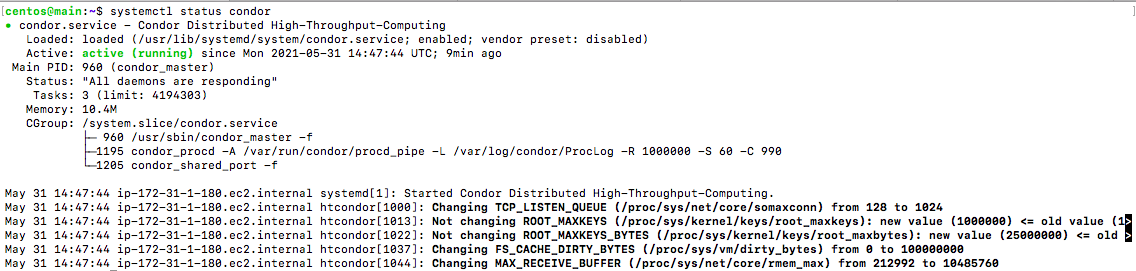 [centos@main:~$ systemctl status condor ]
● condor.service - Condor Distributed High-Throughput-Computing
   Loaded: loaded (/usr/lib/systemd/system/condor.service; enabled; vendor preset: disabled)
   Active: active (running) since Mon 2021-05-31 14:47:44 UTC; 9min ago
 Main PID: 960 (condor_master)
   Status: "All daemons are responding"
    Tasks: 3 (limit: 4194303)
   Memory: 10.4M
   CGroup: /system.slice/condor.service
           ├─ 960 /usr/sbin/condor_master -f
           ├─1195 condor_procd -A /var/run/condor/procd_pipe -L /var/log/condor/ProcLog -R 1000000 -S 60 -C 990
           └─1205 condor_shared_port -f

May 31 14:47:44 ip-172-31-1-180.ec2.internal systemd[1]: Started Condor Distributed High-Throughput-Computing.
May 31 14:47:44 ip-172-31-1-180.ec2.internal htcondor[1000]: Changing TCP_LISTEN_QUEUE (/proc/sys/net/core/somaxconn) from 128 to 1024
May 31 14:47:44 ip-172-31-1-180.ec2.internal htcondor[1013]: Not changing ROOT_MAXKEYS (/proc/sys/kernel/keys/root_maxkeys): new value (1000000) <= old value (1>
May 31 14:47:44 ip-172-31-1-180.ec2.internal htcondor[1022]: Not changing ROOT_MAXKEYS_BYTES (/proc/sys/kernel/keys/root_maxbytes): new value (25000000) <= old >
May 31 14:47:44 ip-172-31-1-180.ec2.internal htcondor[1037]: Changing FS_CACHE_DIRTY_BYTES (/proc/sys/vm/dirty_bytes) from 0 to 100000000
May 31 14:47:44 ip-172-31-1-180.ec2.internal htcondor[1044]: Changing MAX_RECEIVE_BUFFER (/proc/sys/net/core/rmem_max) from 212992 to 10485760